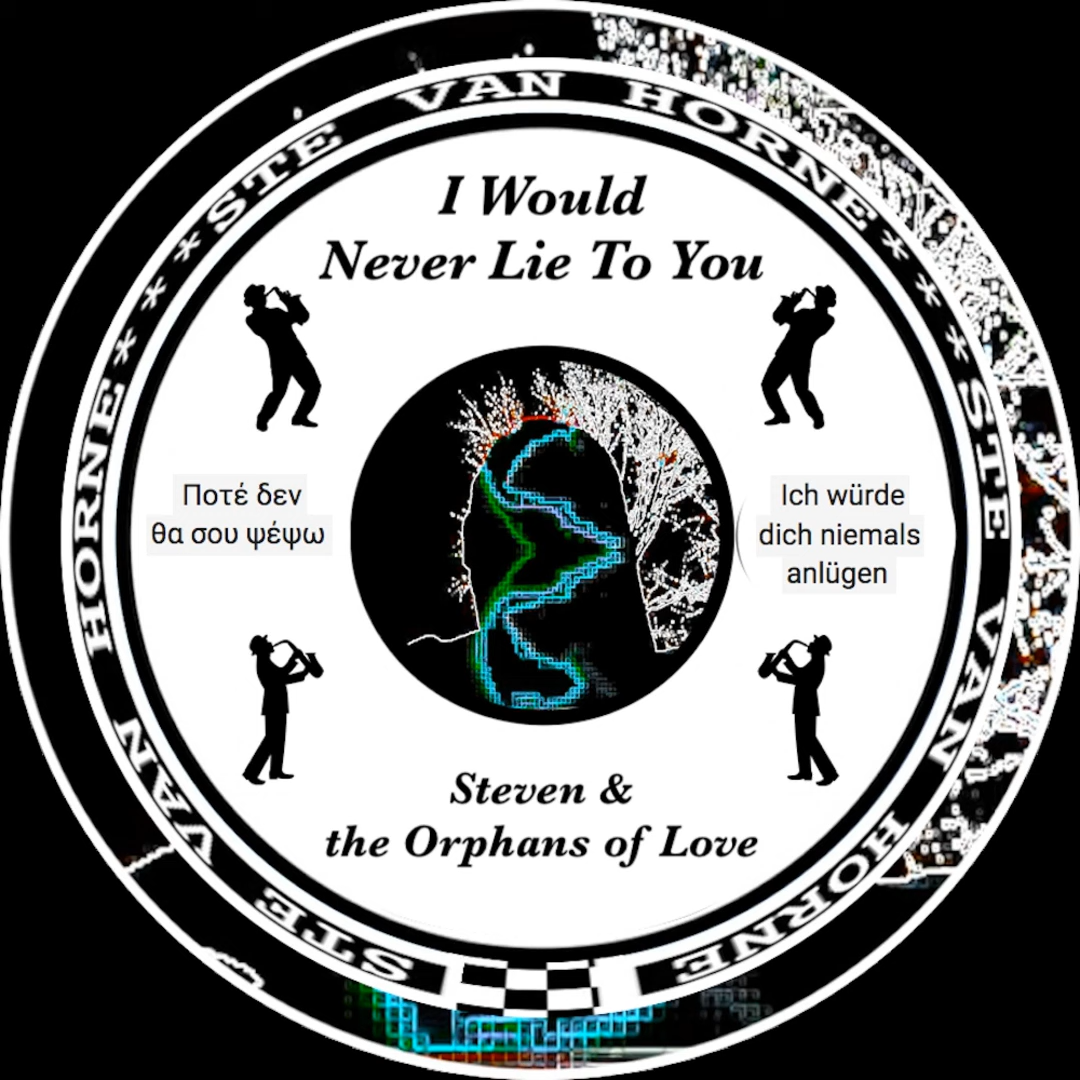 STE VAN HORNE *** STE VAN HORNE
STE VAN HORNE ***
I Would
Never Lie To You
Ποτέ δεν
θα σου ψέψω
Ich würde
dich niemals
anlügen
Steven &
the Orphans of Love